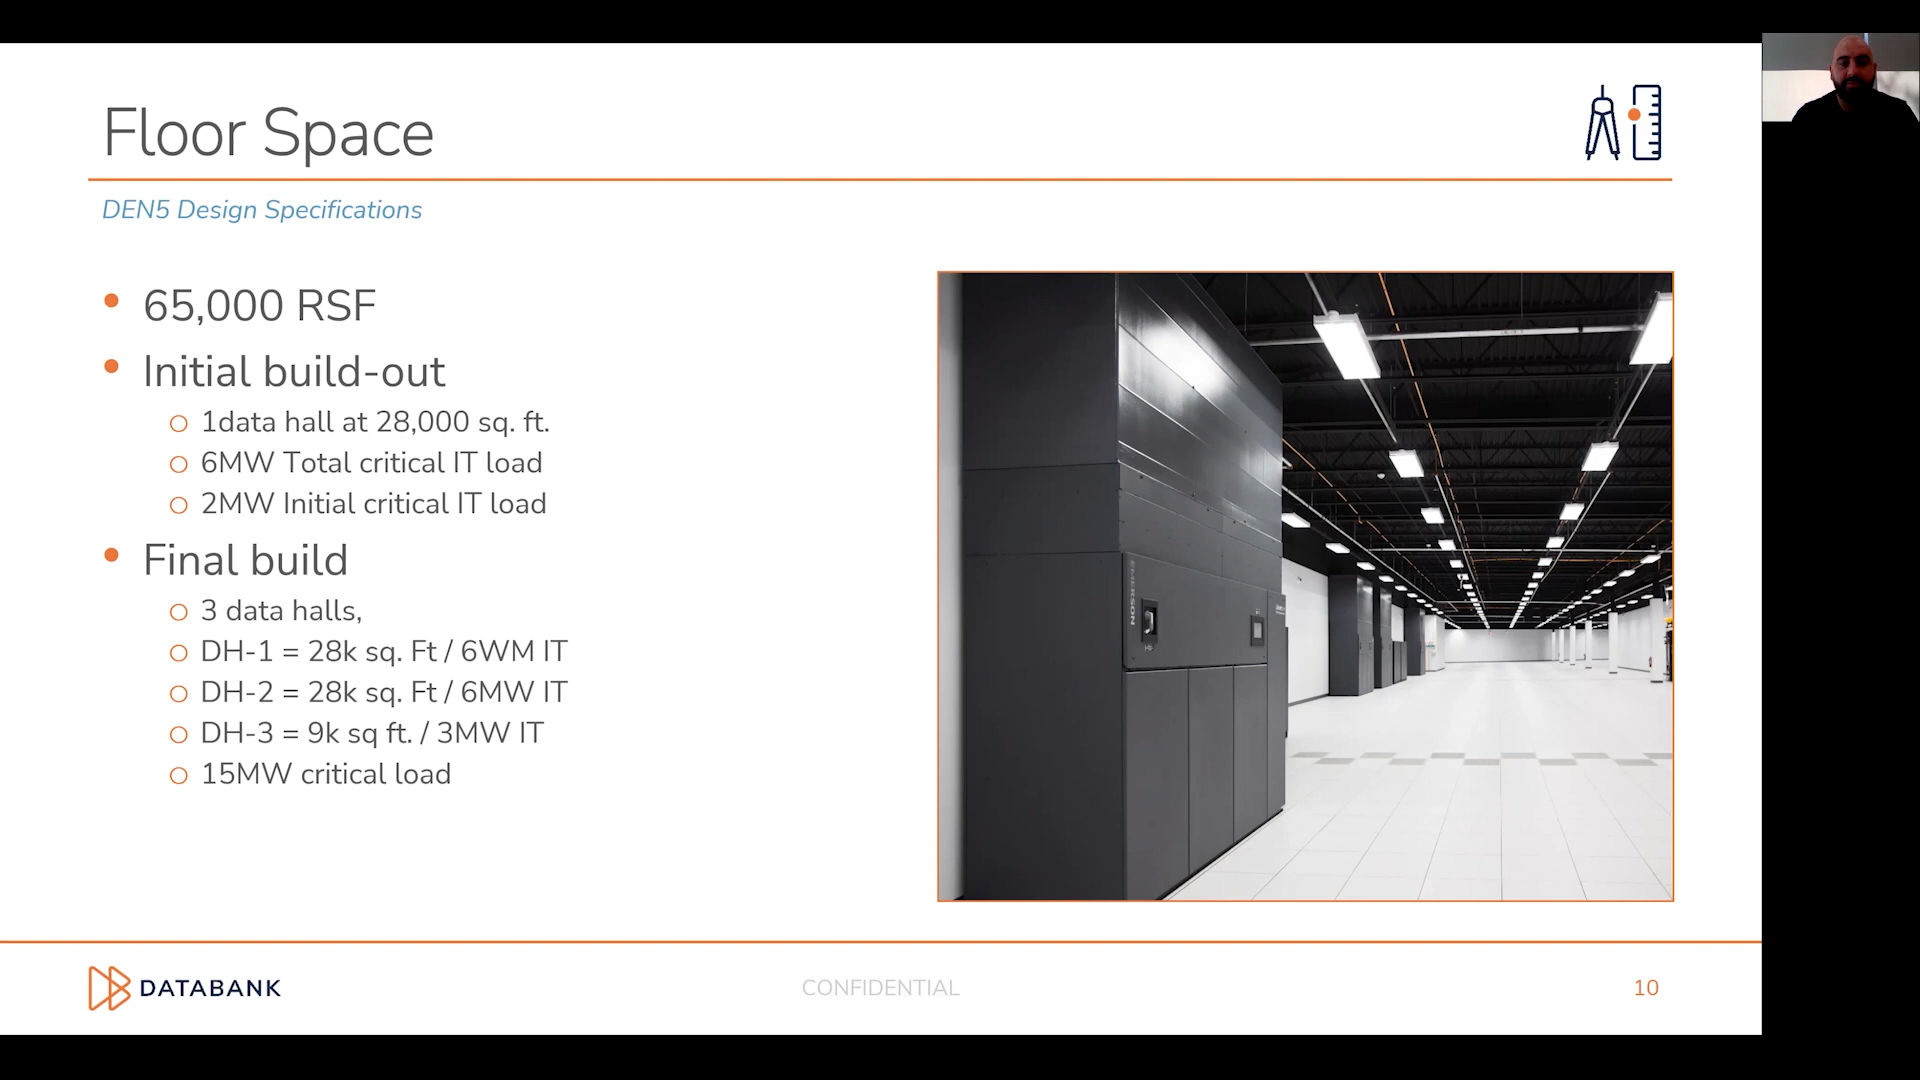 Floor Space
DEN5 Design Specifications
65,000 RSF
Initial build-out
1data hall at 28,000 sq. ft.
6MW Total critical IT load
2MW Initial critical IT load
Final build
3 data halls,
DH-1 = 28k sq. Ft / 6WM IT
DH-2 = 28k sq. Ft / 6MW IT
DH-3 = 9k sq ft. / 3MW IT
15MW critical load
EMERSON
DATABANK
CONFIDENTIAL
10